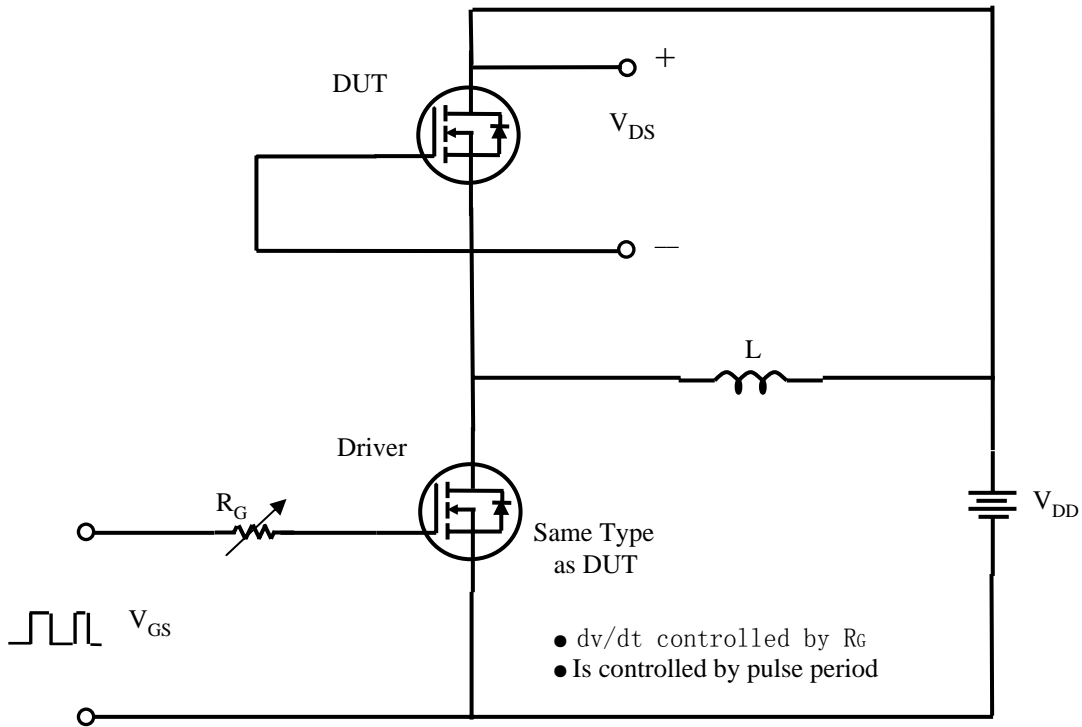 DUT
+
V_DS
—
L
Driver
R_G
V_DD
Same Type
as DUT
V_GS
● dv/dt controlled by RG
● Is controlled by pulse period